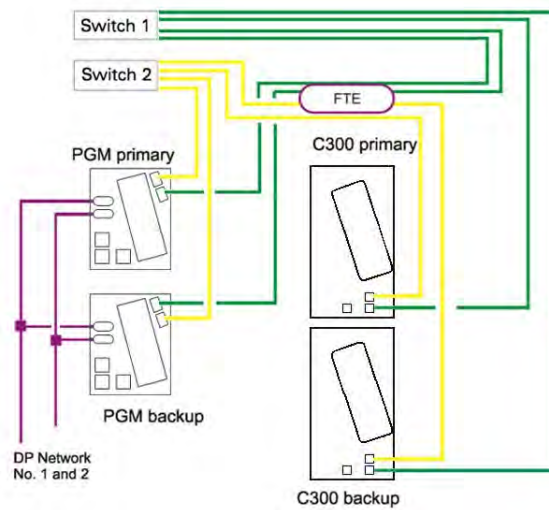 Switch 1
Switch 2
FTE
PGM primary
C300 primary
PGM backup
DP Network
No. 1 and 2
C300 backup